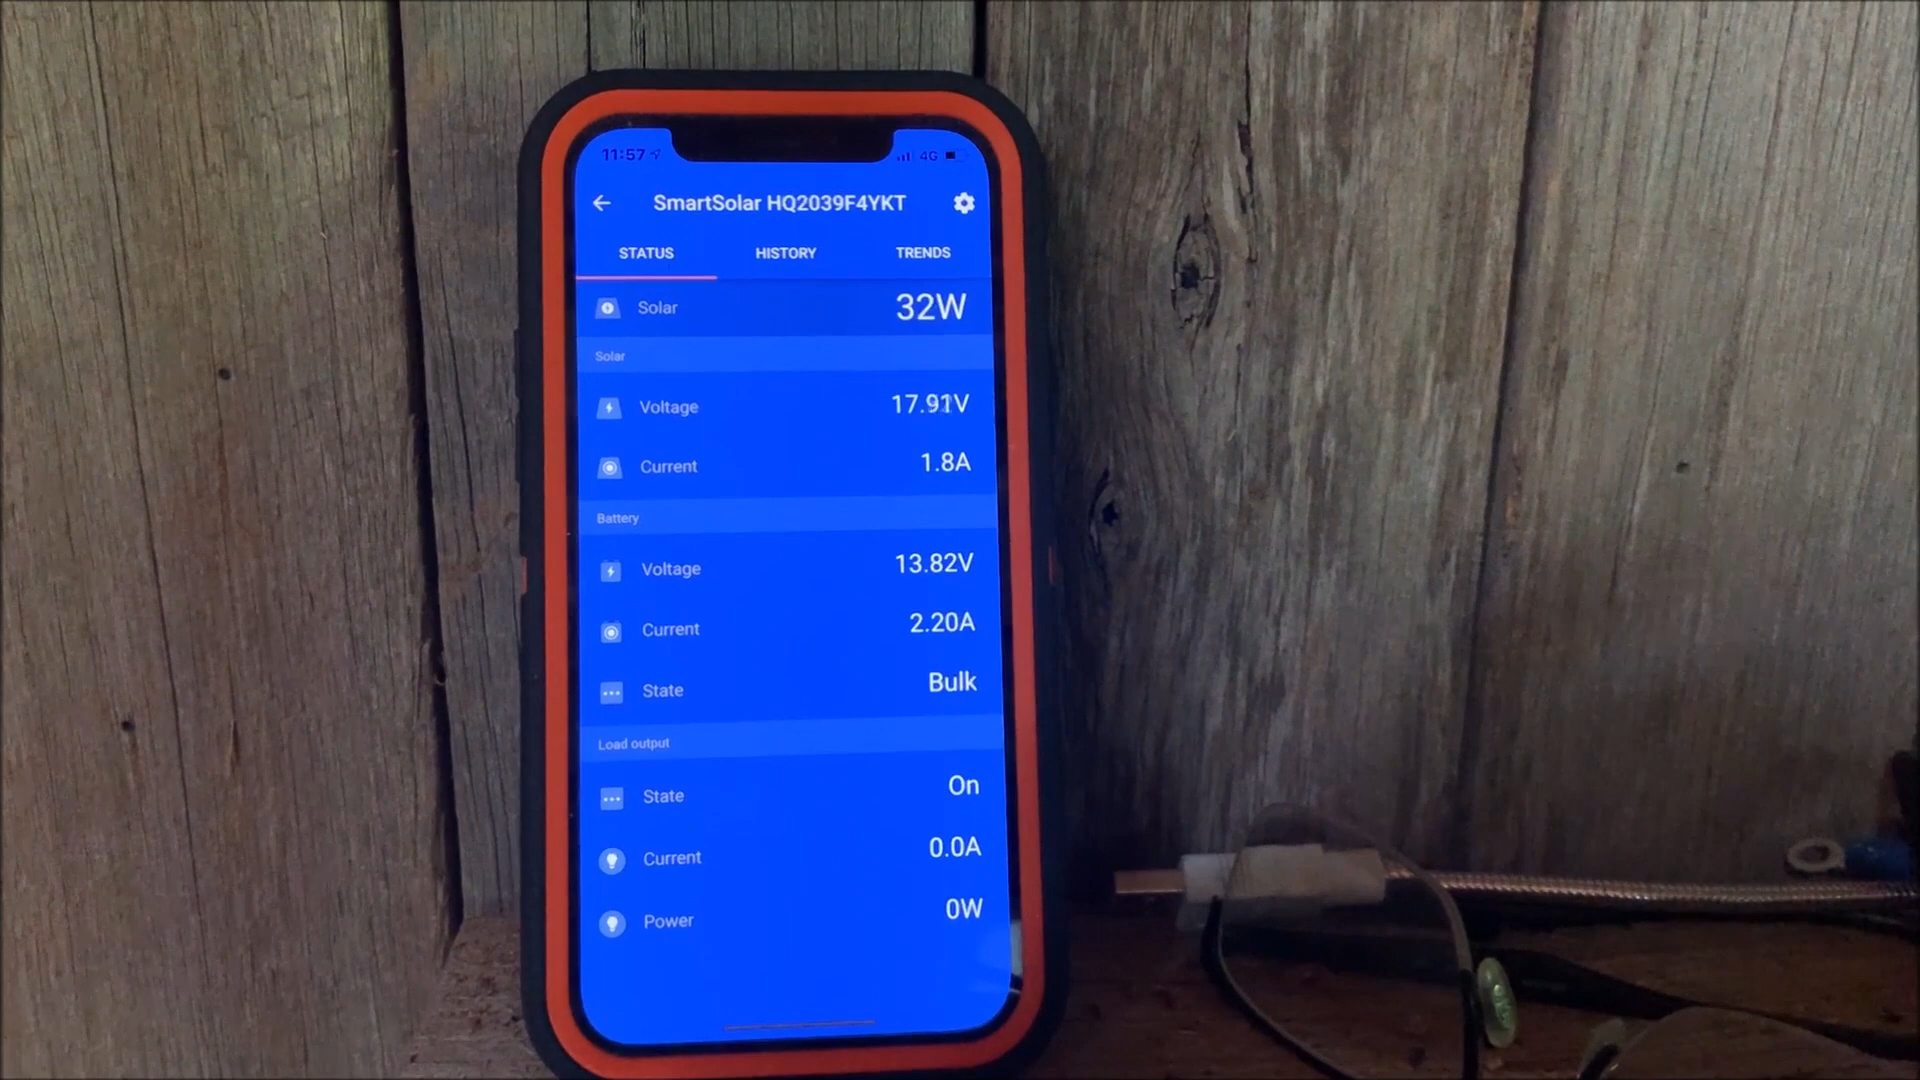 11:57 4G
SmartSolar HQ2039F4YKT
STATUS HISTORY TRENDS
Solar 32W
Solar
Voltage 17.91V
Current 1.8A
Battery
Voltage 13.82V
Current 2.20A
State Bulk
Load output
State On
Current 0.0A
Power 0W